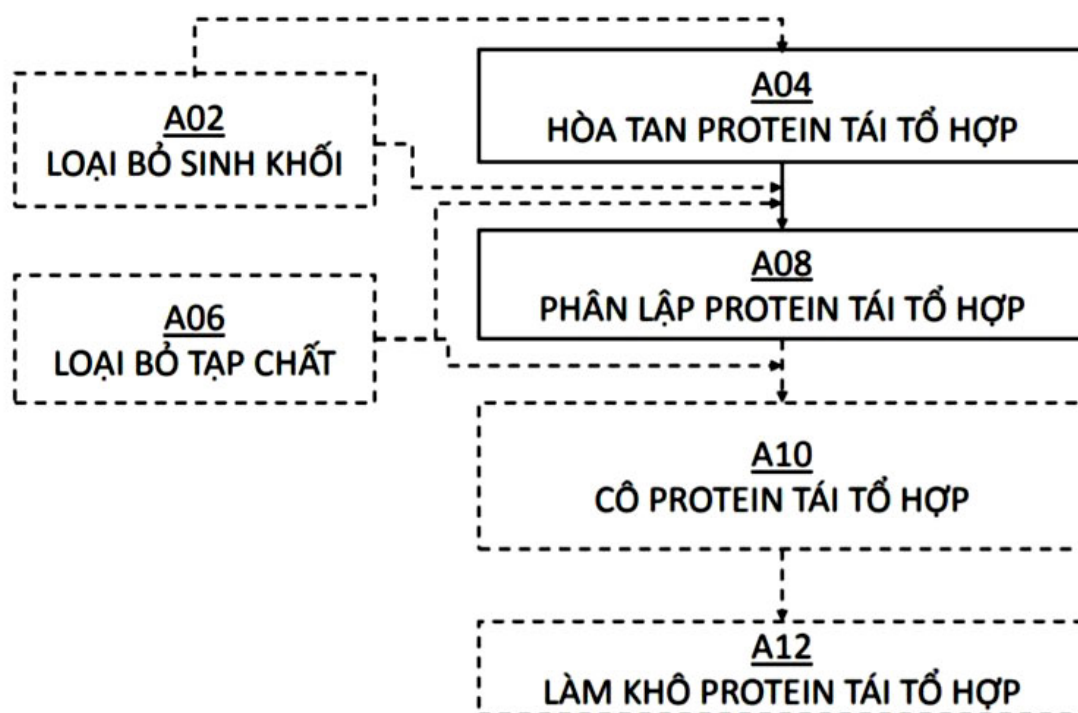 A04
HÒA TAN PROTEIN TÁI TỔ HỢP
A02
LOẠI BỎ SINH KHỐI
A08
PHÂN LẬP PROTEIN TÁI TỔ HỢP
A06
LOẠI BỎ TẠP CHẤT
A10
CÔ PROTEIN TÁI TỔ HỢP
A12
LÀM KHÔ PROTEIN TÁI TỔ HỢP